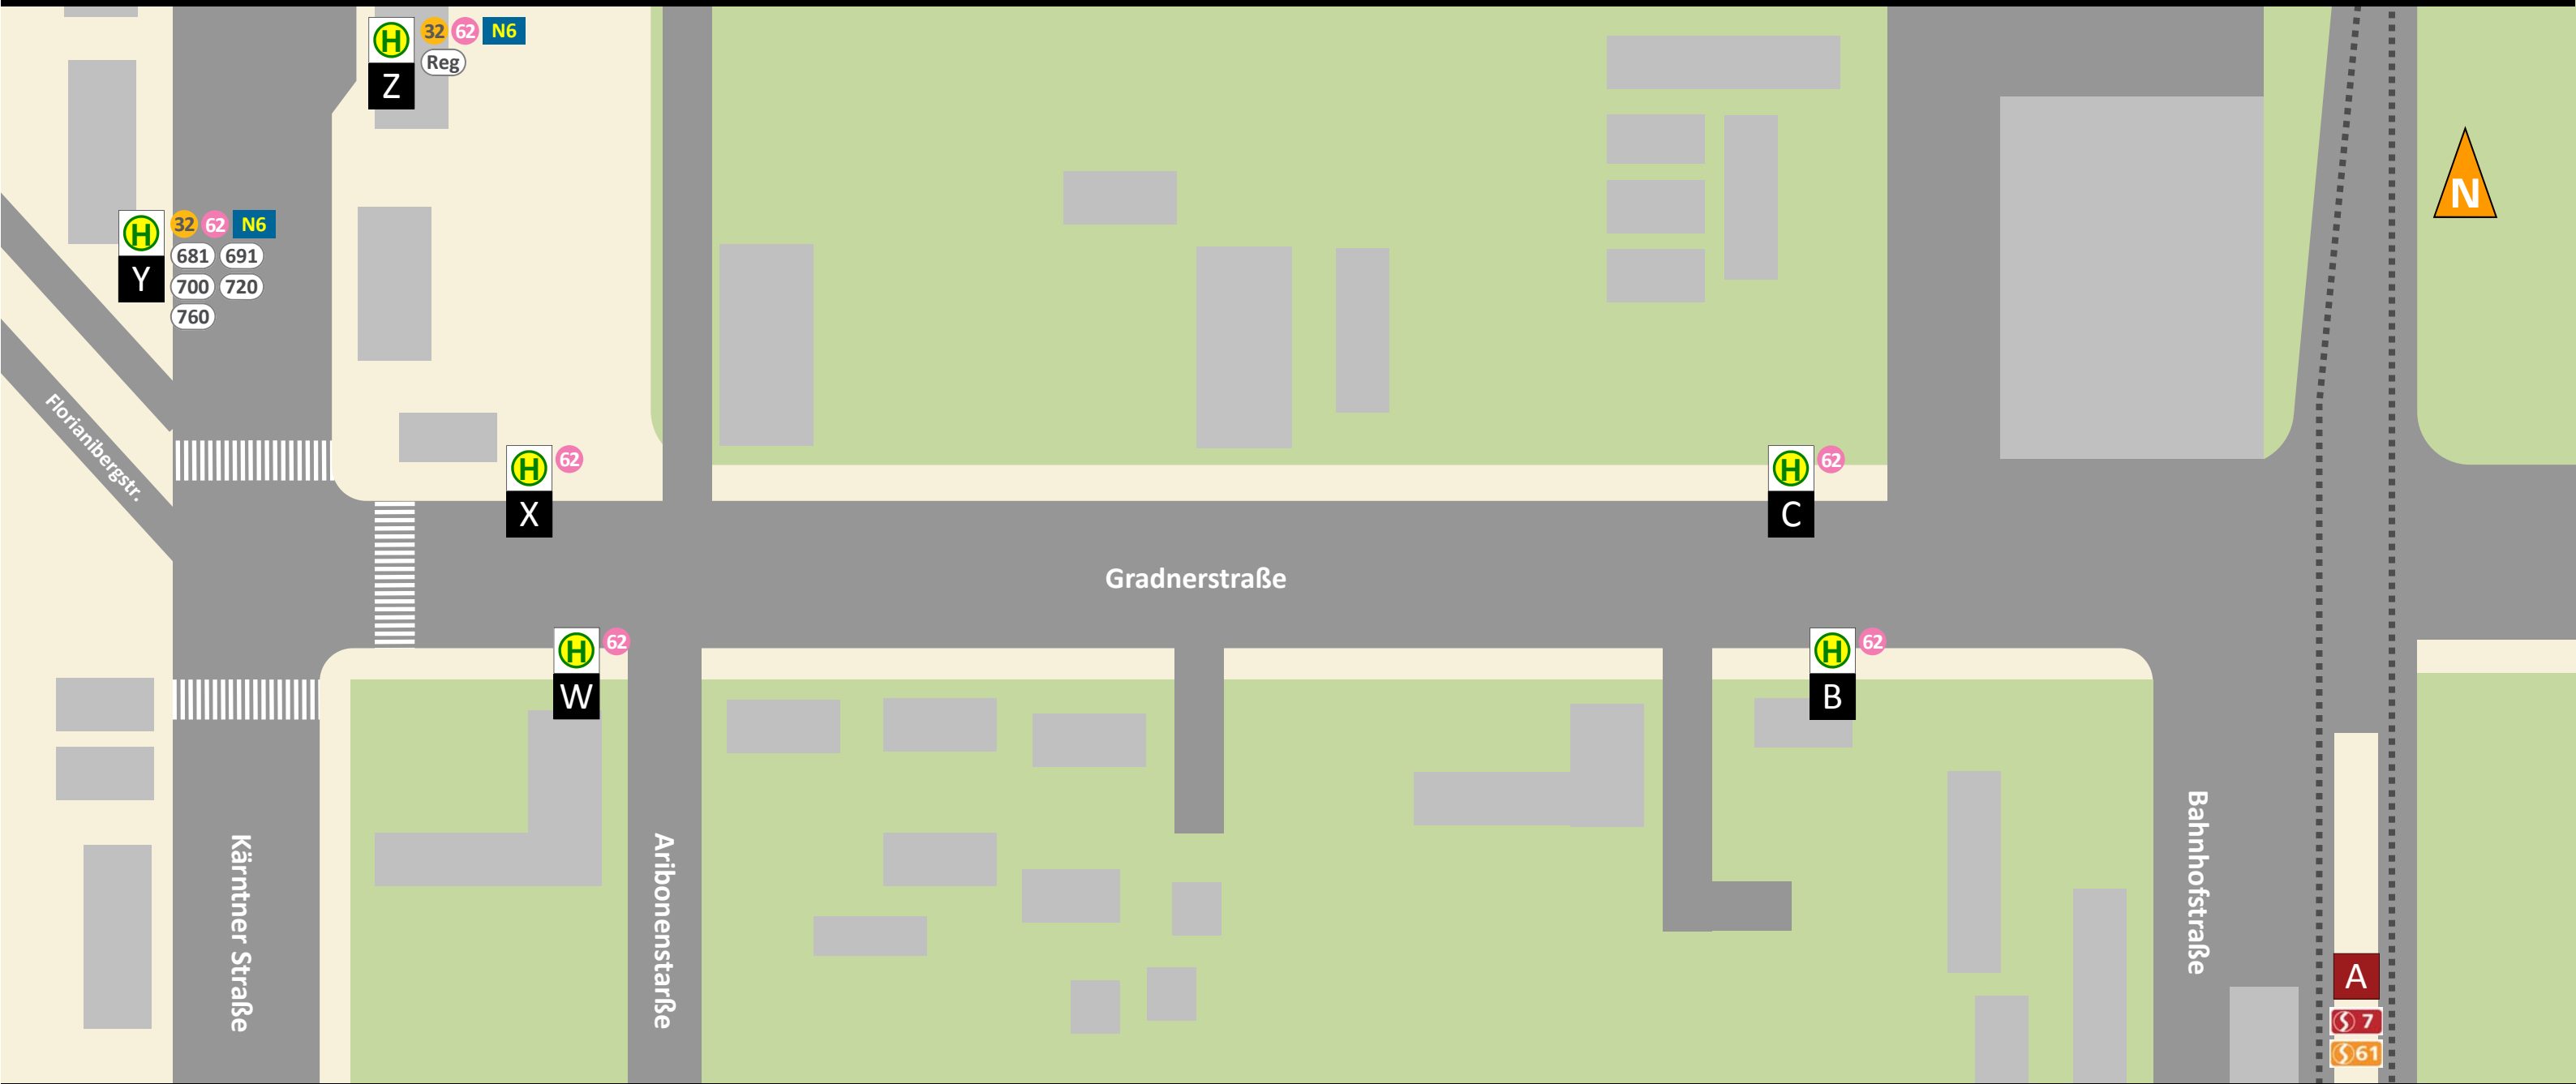 H 32 62 N6
Reg
Z
H 32 62 N6
681 691
Y 700 720
760
N
Florianibergstr.
H 62
X
H 62
C
Gradnerstraße
H 62
W
H 62
B
Kärntner Straße
Aribonenstarße
Bahnhofstraße
A
S 7
S 61